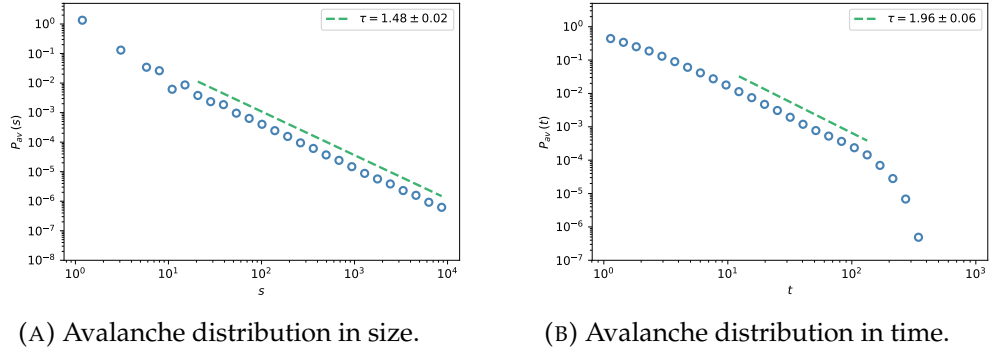 τ = 1.48 ± 0.02
10⁰
10⁻¹
10⁻²
10⁻³
10⁻⁴
10⁻⁵
10⁻⁶
10⁻⁷
10⁻⁸
P_av(s)
10⁰ 10¹ 10² 10³ 10⁴
s
(A) Avalanche distribution in size.
τ = 1.96 ± 0.06
10⁰
10⁻¹
10⁻²
10⁻³
10⁻⁴
10⁻⁵
10⁻⁶
10⁻⁷
P_av(t)
10⁰ 10¹ 10² 10³
t
(B) Avalanche distribution in time.